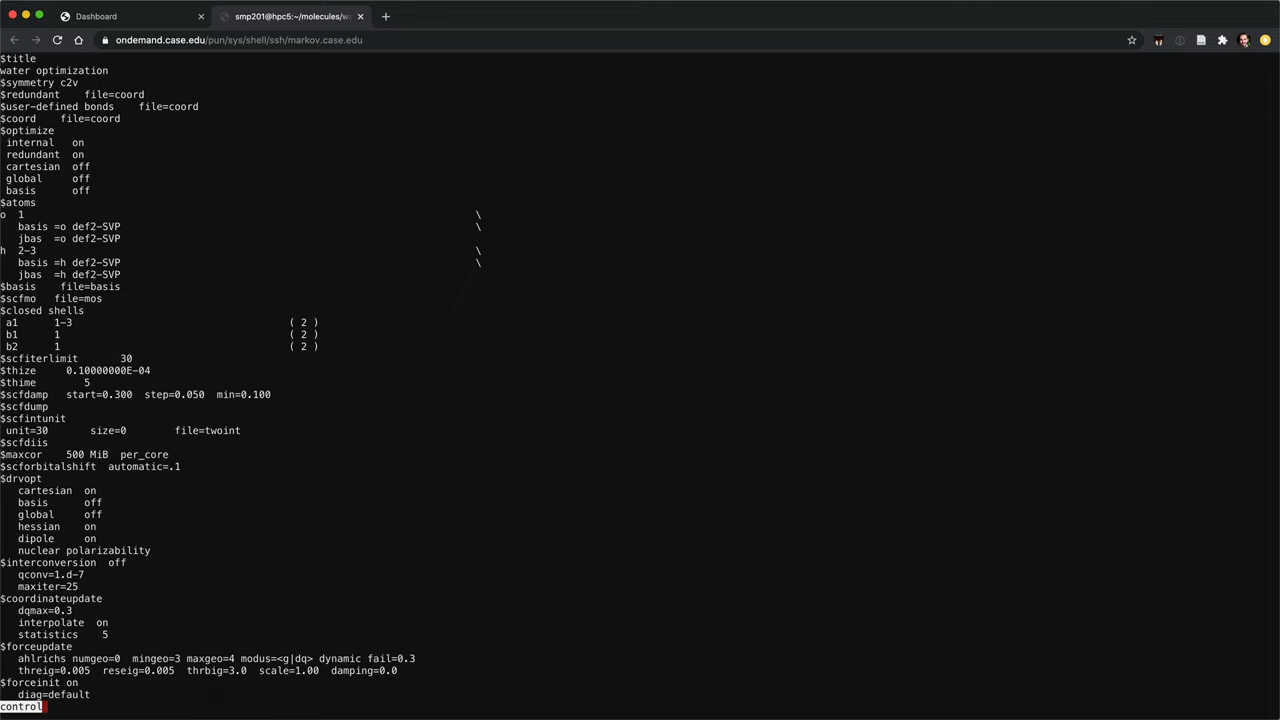 Dashboard
smp201@hpc5:~/molecules/wa
ondemand.case.edu/pun/sys/shell/ssh/markov.case.edu
$title
water optimization
$symmetry c2v
$redundant    file=coord
$user-defined bonds    file=coord
$coord    file=coord
$optimize
 internal   on
 redundant  on
 cartesian  off
 global     off
 basis      off
$atoms
o  1                                                                           \
   basis =o def2-SVP                                                           \
   jbas  =o def2-SVP
h  2-3                                                                         \
   basis =h def2-SVP                                                           \
   jbas  =h def2-SVP
$basis    file=basis
$scfmo   file=mos
$closed shells
 a1      1-3                                    ( 2 )
 b1      1                                      ( 2 )
 b2      1                                      ( 2 )
$scfiterlimit       30
$thize     0.10000000E-04
$thime        5
$scfdamp   start=0.300  step=0.050  min=0.100
$scfdump
$scfintunit
 unit=30       size=0        file=twoint
$scfdiis
$maxcor    500 MiB  per_core
$scforbitalshift  automatic=.1
$drvopt
   cartesian  on
   basis      off
   global     off
   hessian    on
   dipole     on
   nuclear polarizability
$interconversion  off
   qconv=1.d-7
   maxiter=25
$coordinateupdate
   dqmax=0.3
   interpolate  on
   statistics    5
$forceupdate
   ahlrichs numgeo=0  mingeo=3 maxgeo=4 modus=<g|dq> dynamic fail=0.3
   threig=0.005  reseig=0.005  thrbig=3.0  scale=1.00  damping=0.0
$forceinit on
   diag=default
control